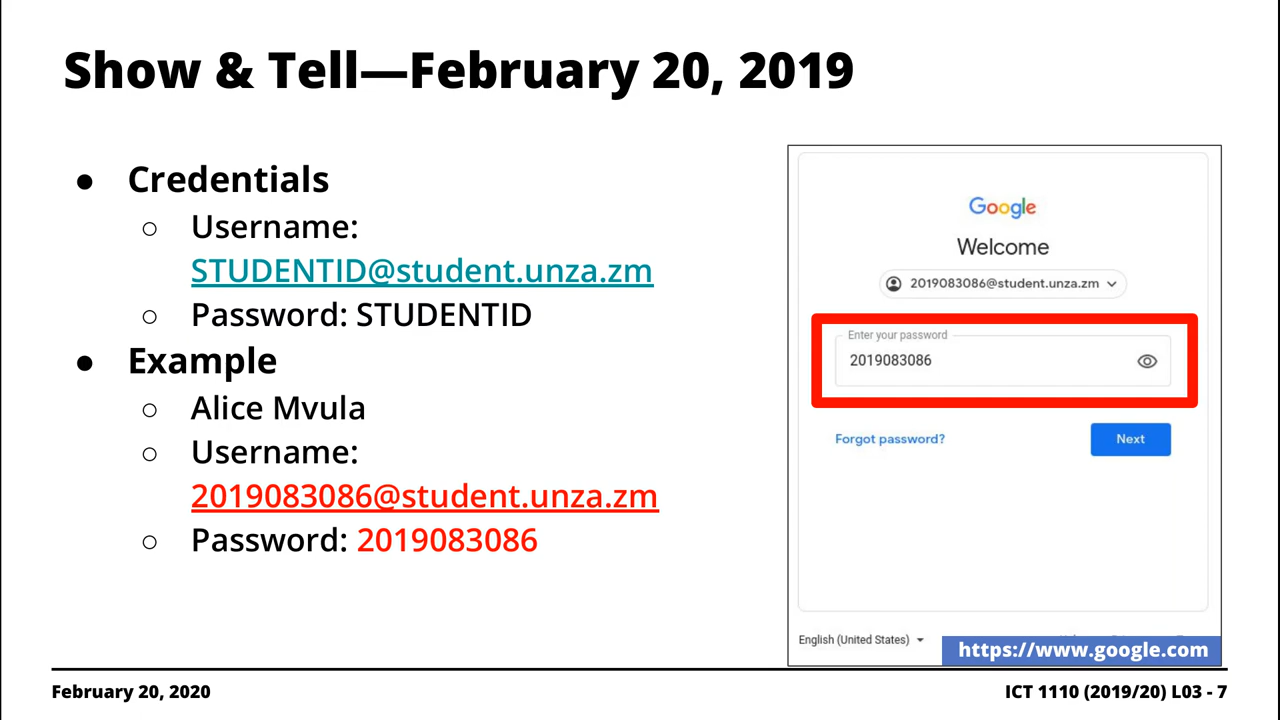 Show & Tell—February 20, 2019
● Credentials
○ Username:
STUDENTID@student.unza.zm
○ Password: STUDENTID
● Example
○ Alice Mvula
○ Username:
2019083086@student.unza.zm
○ Password: 2019083086
Google
Welcome
2019083086@student.unza.zm
Enter your password
2019083086
Forgot password?
Next
English (United States)
https://www.google.com
February 20, 2020
ICT 1110 (2019/20) L03 - 7